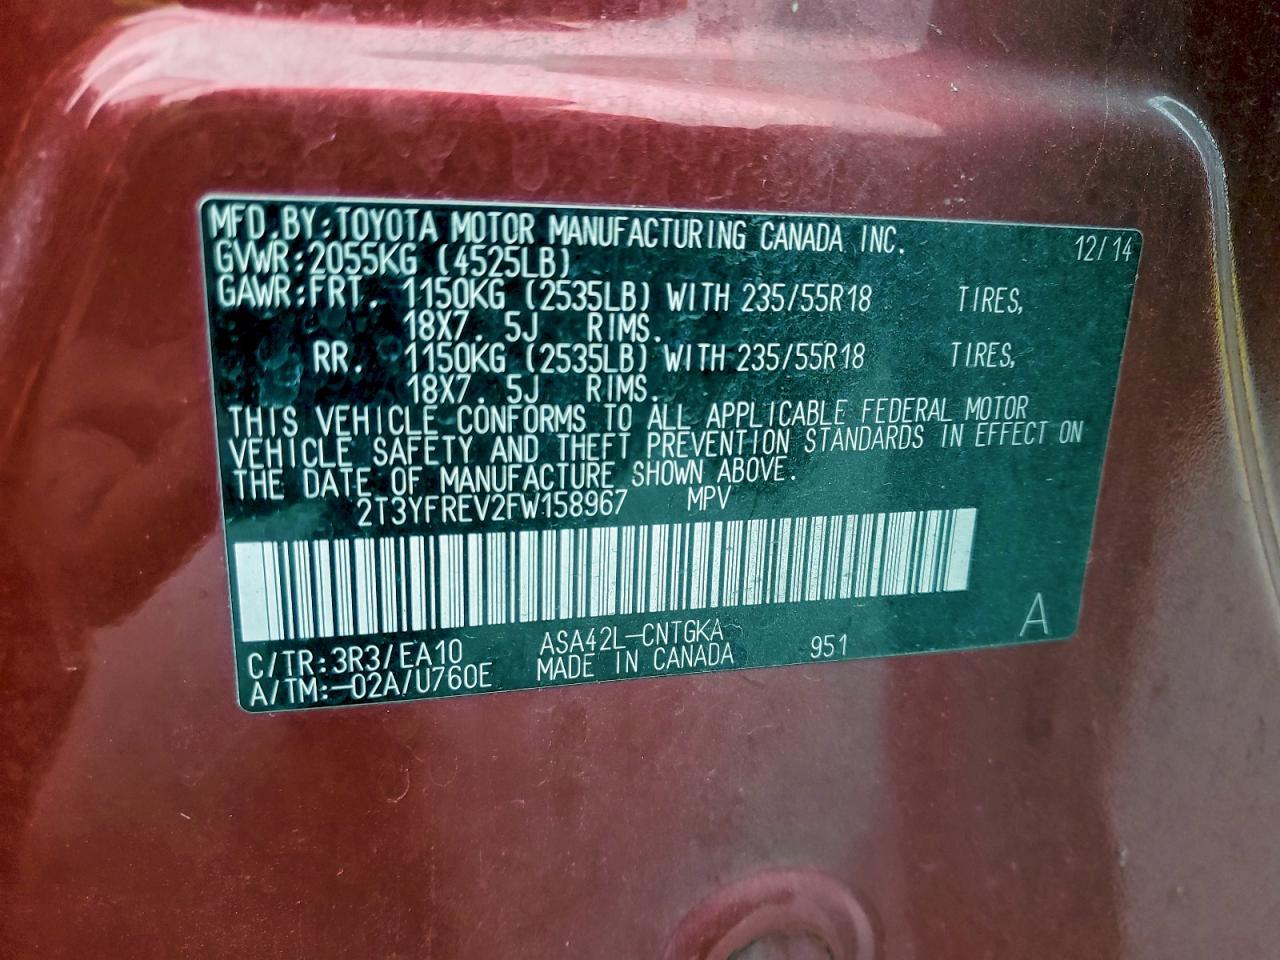 MFD.BY:TOYOTA MOTOR MANUFACTURING CANADA INC. 12/14
GVWR:2055KG (4525LB)
GAWR:FRT. 1150KG (2535LB) WITH 235/55R18 TIRES,
18X7.5J RIMS.
RR. 1150KG (2535LB) WITH 235/55R18 TIRES,
18X7.5J RIMS.
THIS VEHICLE CONFORMS TO ALL APPLICABLE FEDERAL MOTOR
VEHICLE SAFETY AND THEFT PREVENTION STANDARDS IN EFFECT ON
THE DATE OF MANUFACTURE SHOWN ABOVE.
2T3YFREV2FW158967 MPV
A
C/TR:3R3/EA10 ASA42L-CNTGKA 951
A/TM:-02A/U760E MADE IN CANADA